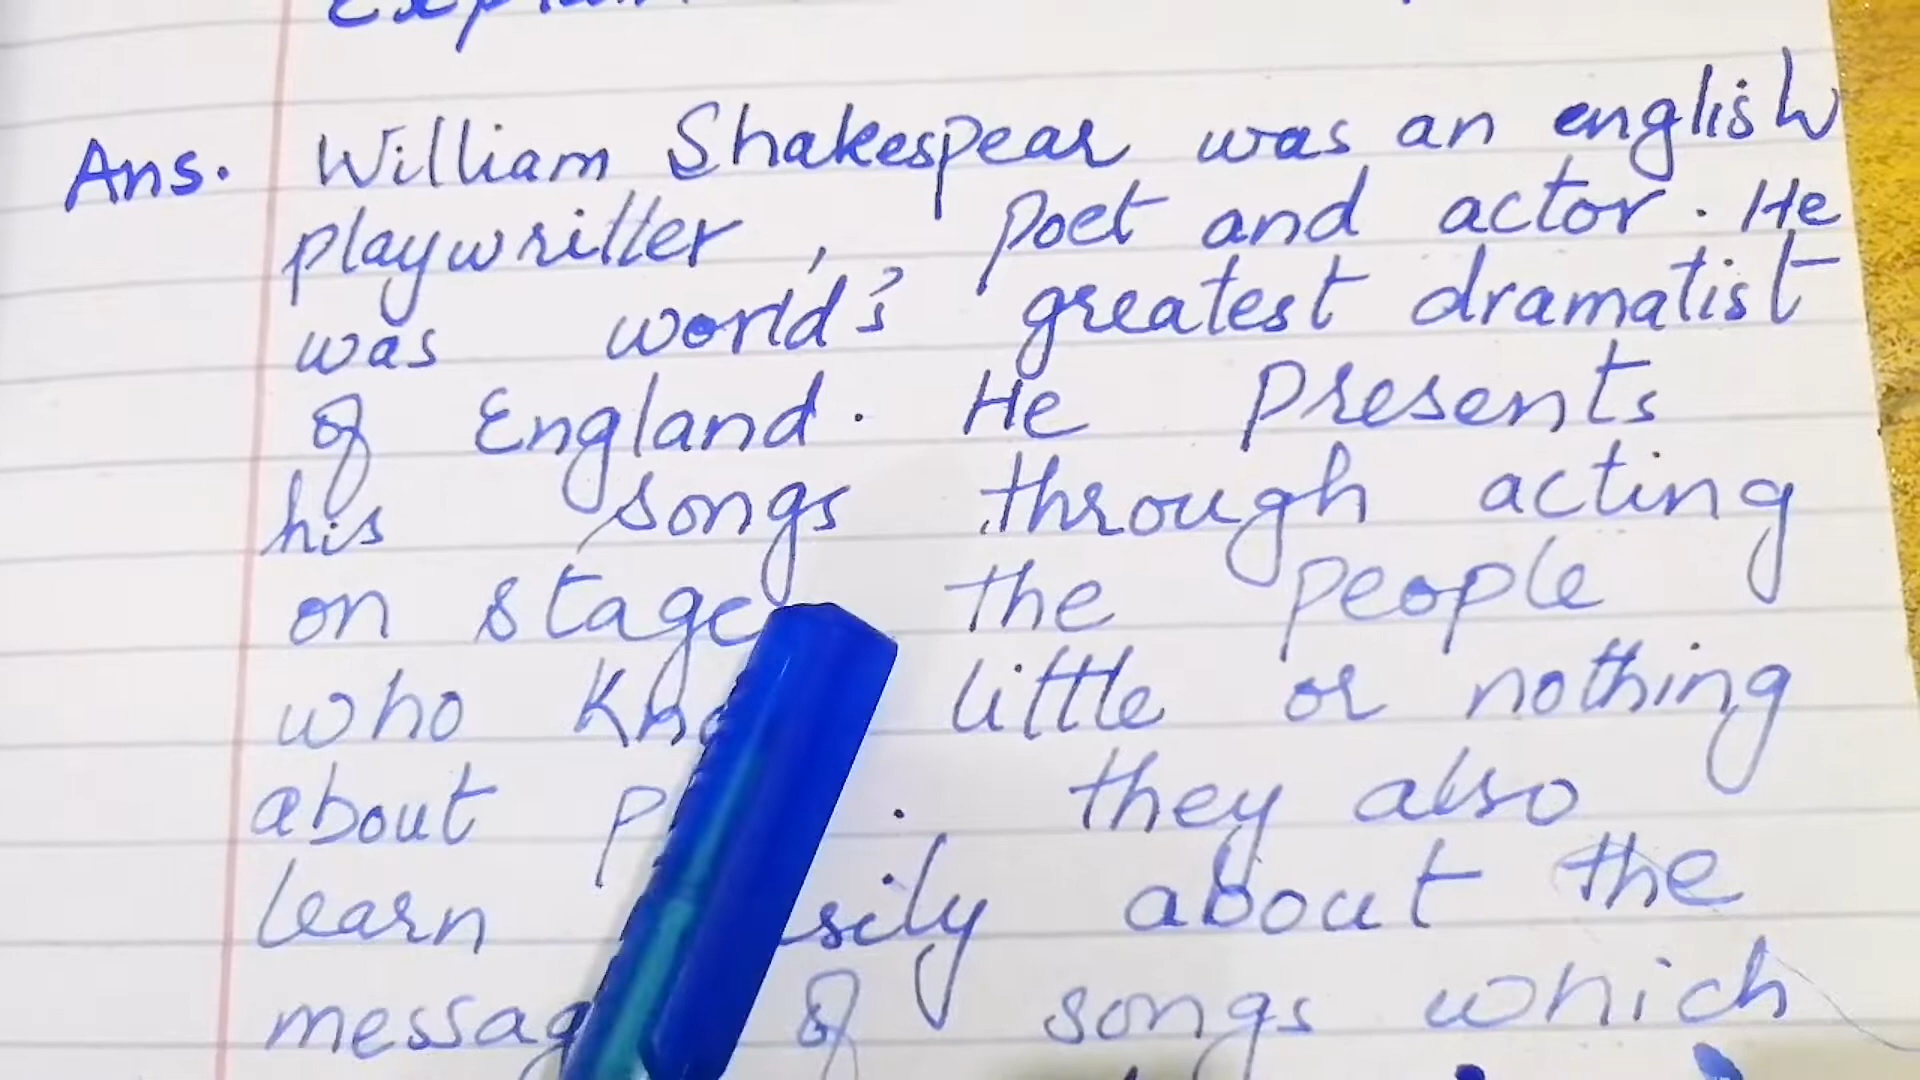 Ans. William Shakespear was an english
playwritter, poet and actor. He
was world's greatest dramatist
of England. He presents
his songs through acting
on stage the people
who little or nothing
about . they also
learn about the
of songs which